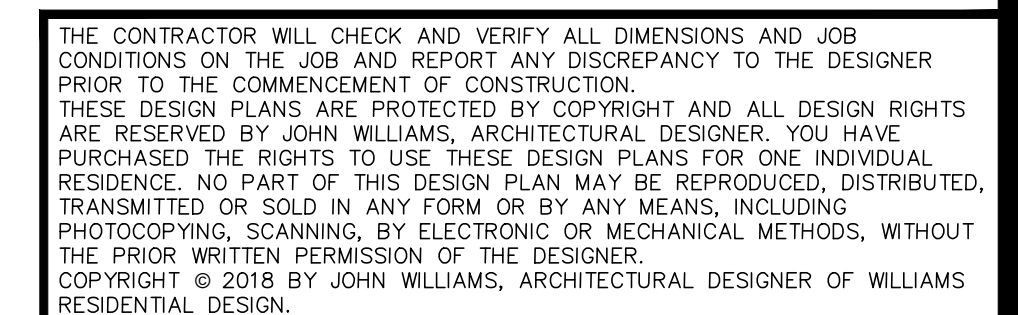 THE CONTRACTOR WILL CHECK AND VERIFY ALL DIMENSIONS AND JOB
CONDITIONS ON THE JOB AND REPORT ANY DISCREPANCY TO THE DESIGNER
PRIOR TO THE COMMENCEMENT OF CONSTRUCTION.
THESE DESIGN PLANS ARE PROTECTED BY COPYRIGHT AND ALL DESIGN RIGHTS
ARE RESERVED BY JOHN WILLIAMS, ARCHITECTURAL DESIGNER. YOU HAVE
PURCHASED THE RIGHTS TO USE THESE DESIGN PLANS FOR ONE INDIVIDUAL
RESIDENCE. NO PART OF THIS DESIGN PLAN MAY BE REPRODUCED, DISTRIBUTED,
TRANSMITTED OR SOLD IN ANY FORM OR BY ANY MEANS, INCLUDING
PHOTOCOPYING, SCANNING, BY ELECTRONIC OR MECHANICAL METHODS, WITHOUT
THE PRIOR WRITTEN PERMISSION OF THE DESIGNER.
COPYRIGHT © 2018 BY JOHN WILLIAMS, ARCHITECTURAL DESIGNER OF WILLIAMS
RESIDENTIAL DESIGN.